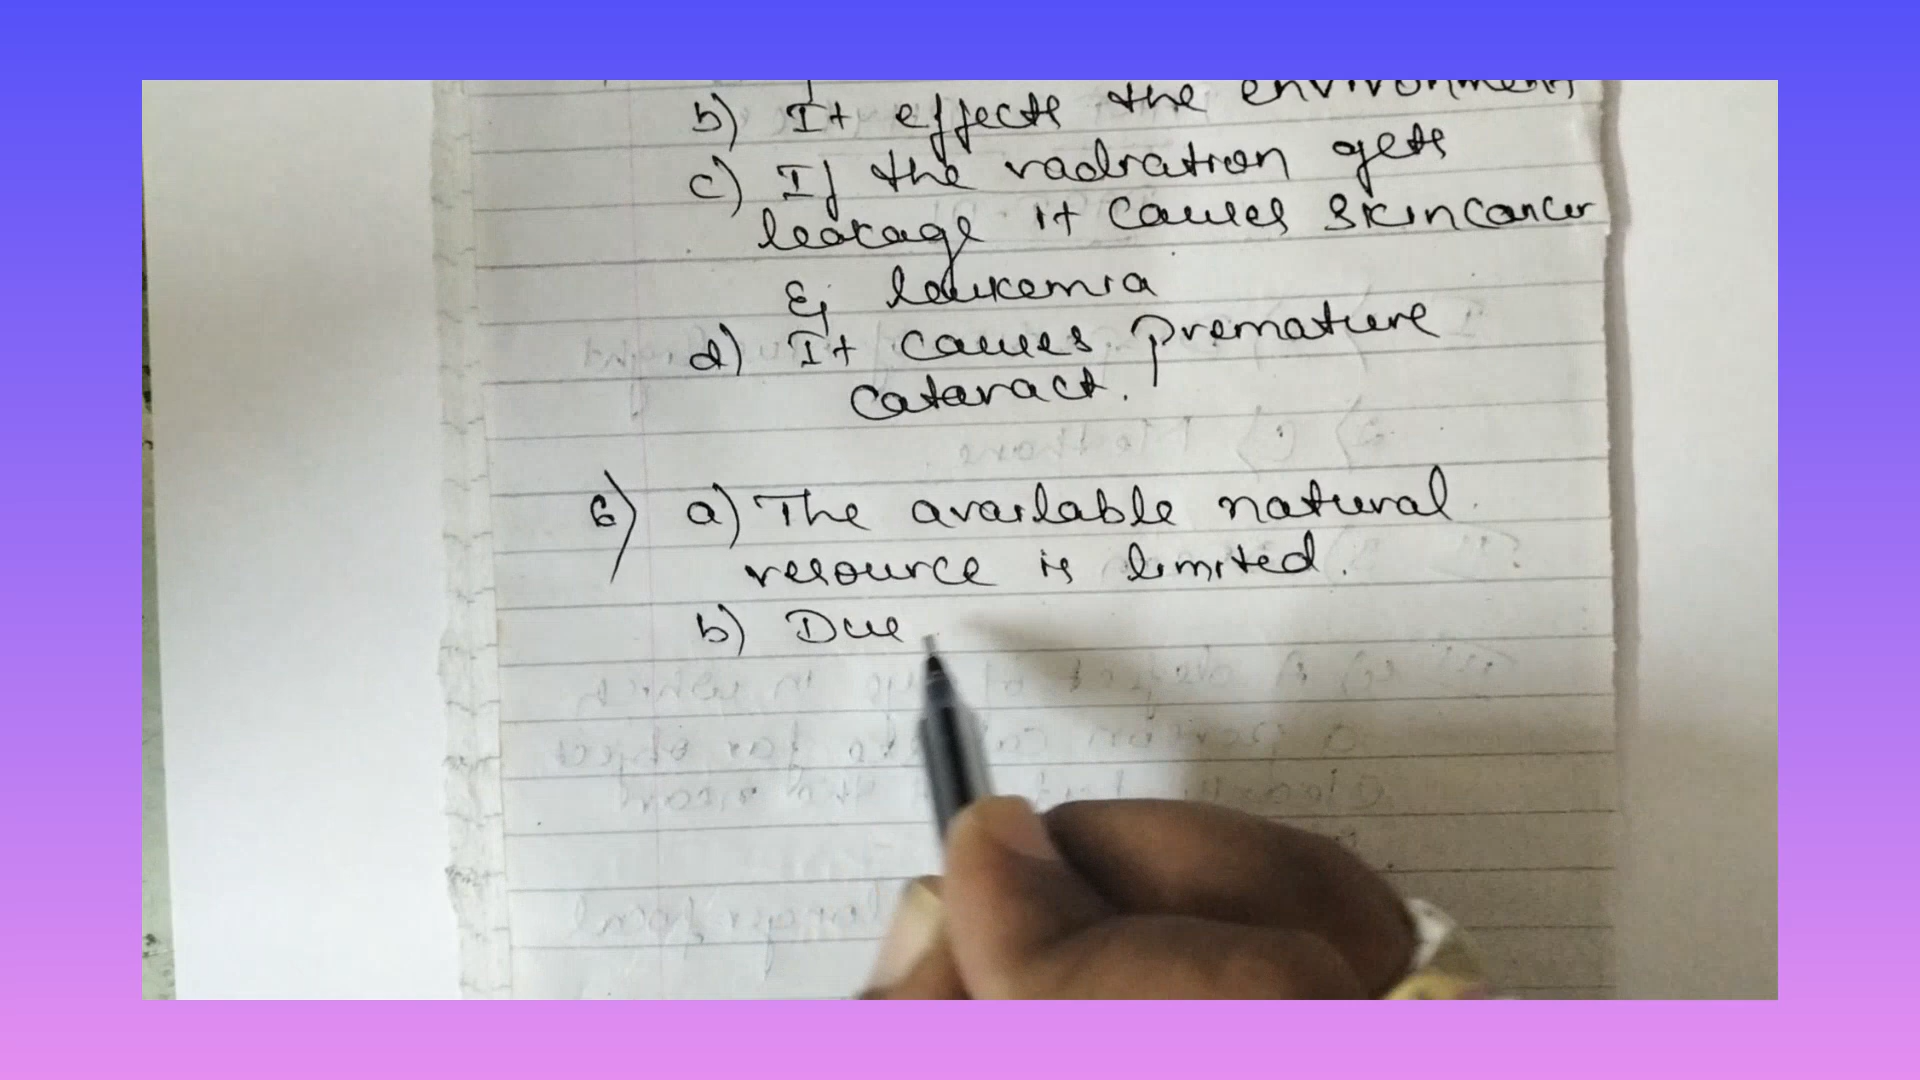 b) It effects the environment
c) If the radiation gets
leakage it causes skin cancer
& leukemia
d) It causes premature
cataract.
6) a) The available natural
resource is limited.
b) Due